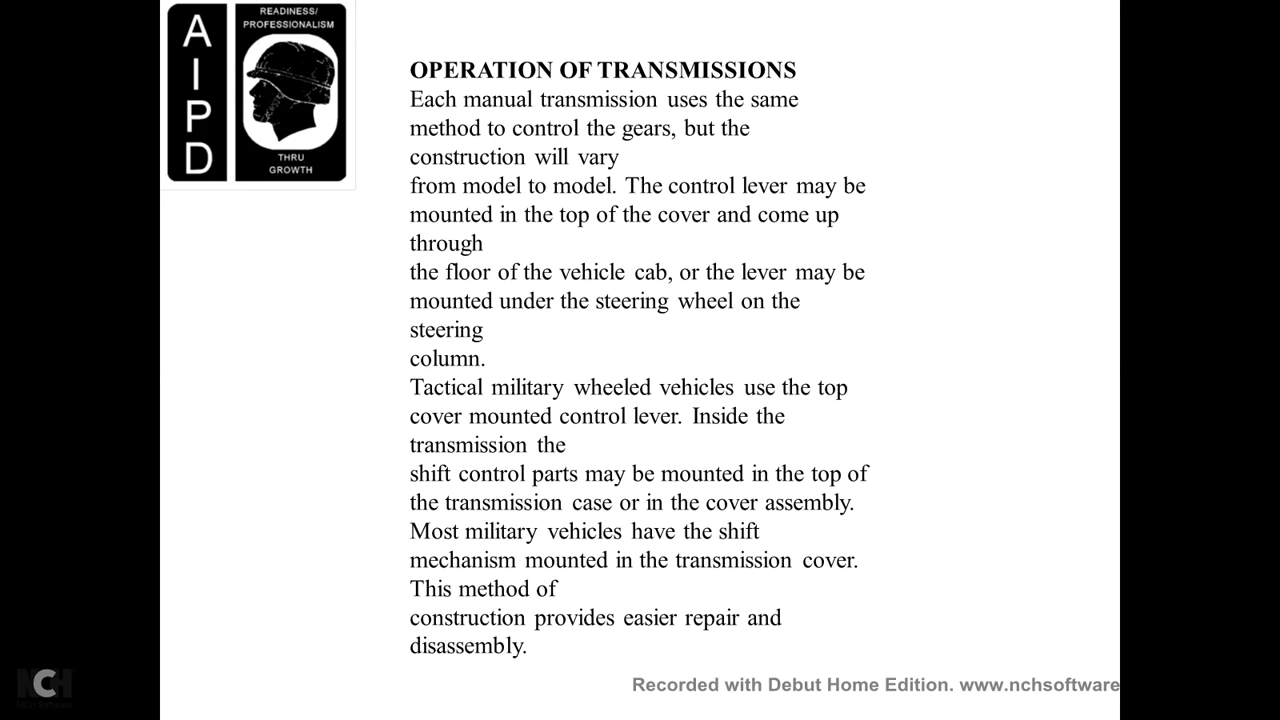 A
I
P
D
READINESS/
PROFESSIONALISM
THRU
GROWTH
OPERATION OF TRANSMISSIONS
Each manual transmission uses the same
method to control the gears, but the
construction will vary
from model to model. The control lever may be
mounted in the top of the cover and come up
through
the floor of the vehicle cab, or the lever may be
mounted under the steering wheel on the
steering
column.
Tactical military wheeled vehicles use the top
cover mounted control lever. Inside the
transmission the
shift control parts may be mounted in the top of
the transmission case or in the cover assembly.
Most military vehicles have the shift
mechanism mounted in the transmission cover.
This method of
construction provides easier repair and
disassembly.
NCH
NCH Software
Recorded with Debut Home Edition. www.nchsoftware